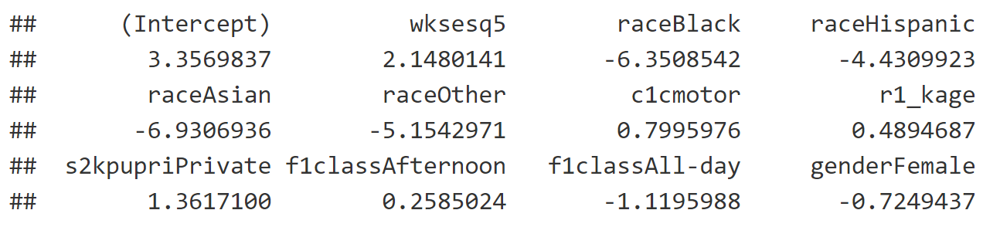 ##      (Intercept)          wksesq5        raceBlack     raceHispanic
##        3.3569837        2.1480141       -6.3508542       -4.4309923
##        raceAsian        raceOther         c1cmotor          r1_kage
##       -6.9306936       -5.1542971        0.7995976        0.4894687
##  s2kpupriPrivate f1classAfternoon   f1classAll-day     genderFemale
##        1.3617100        0.2585024       -1.1195988       -0.7249437